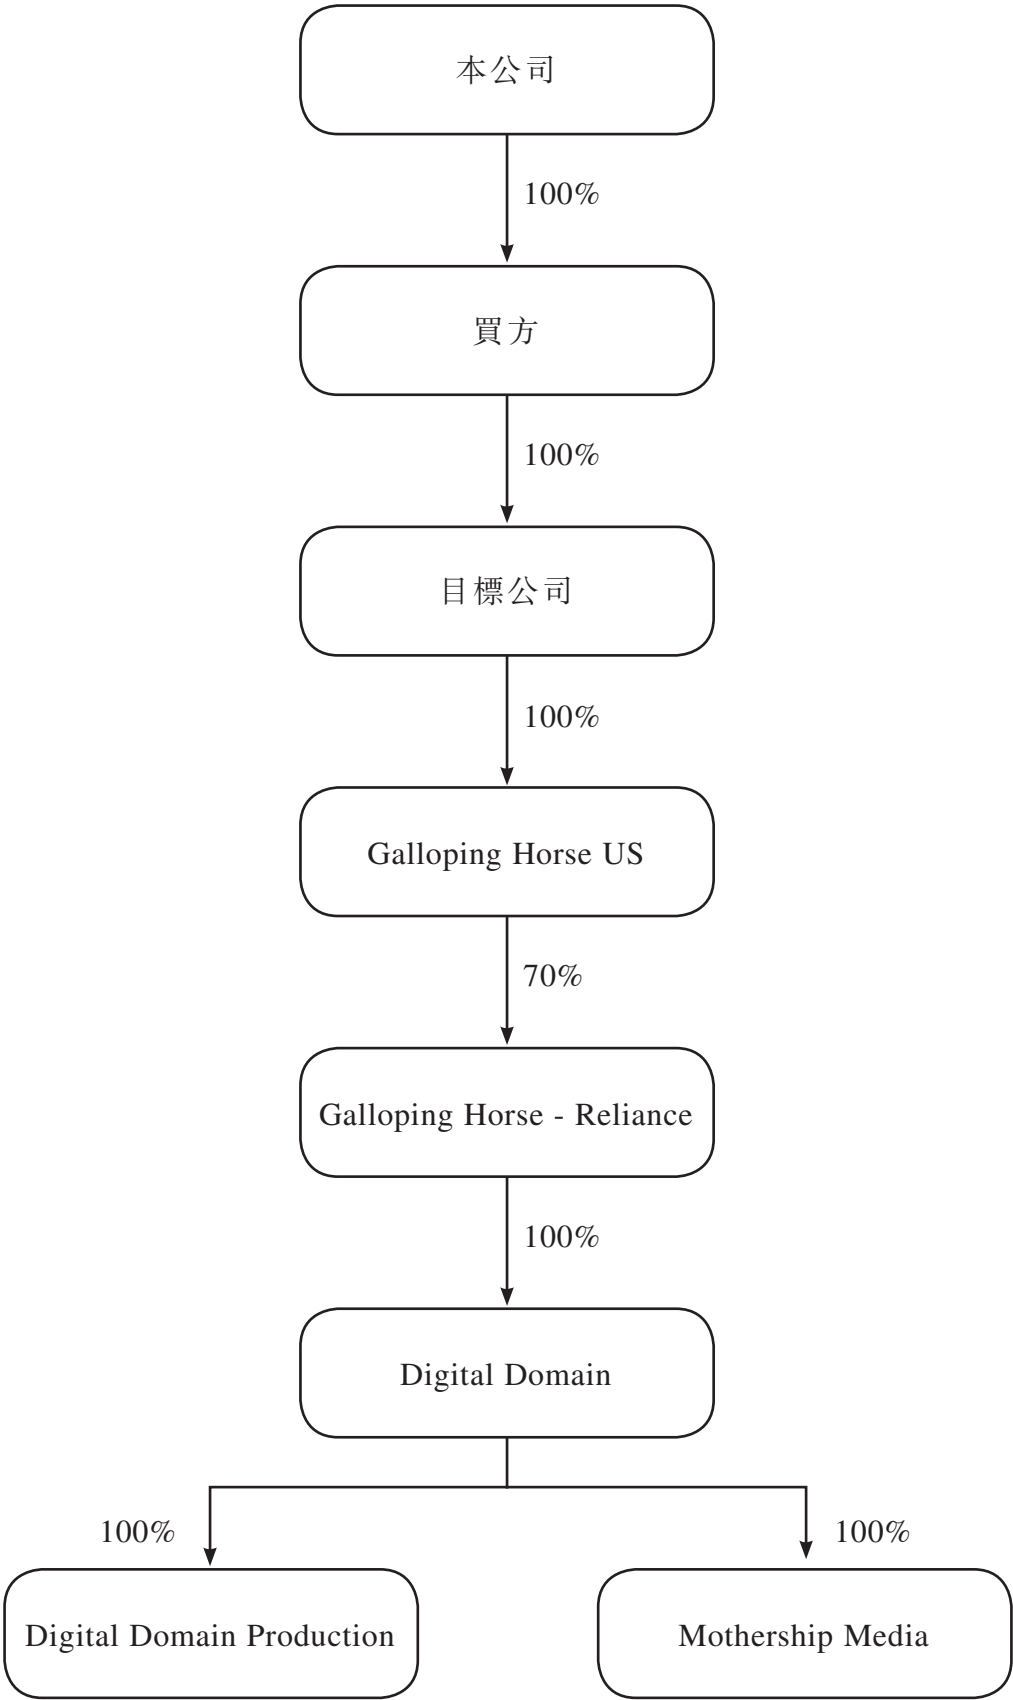 本公司
100%
買方
100%
目標公司
100%
Galloping Horse US
70%
Galloping Horse - Reliance
100%
Digital Domain
100%
100%
Digital Domain Production
Mothership Media